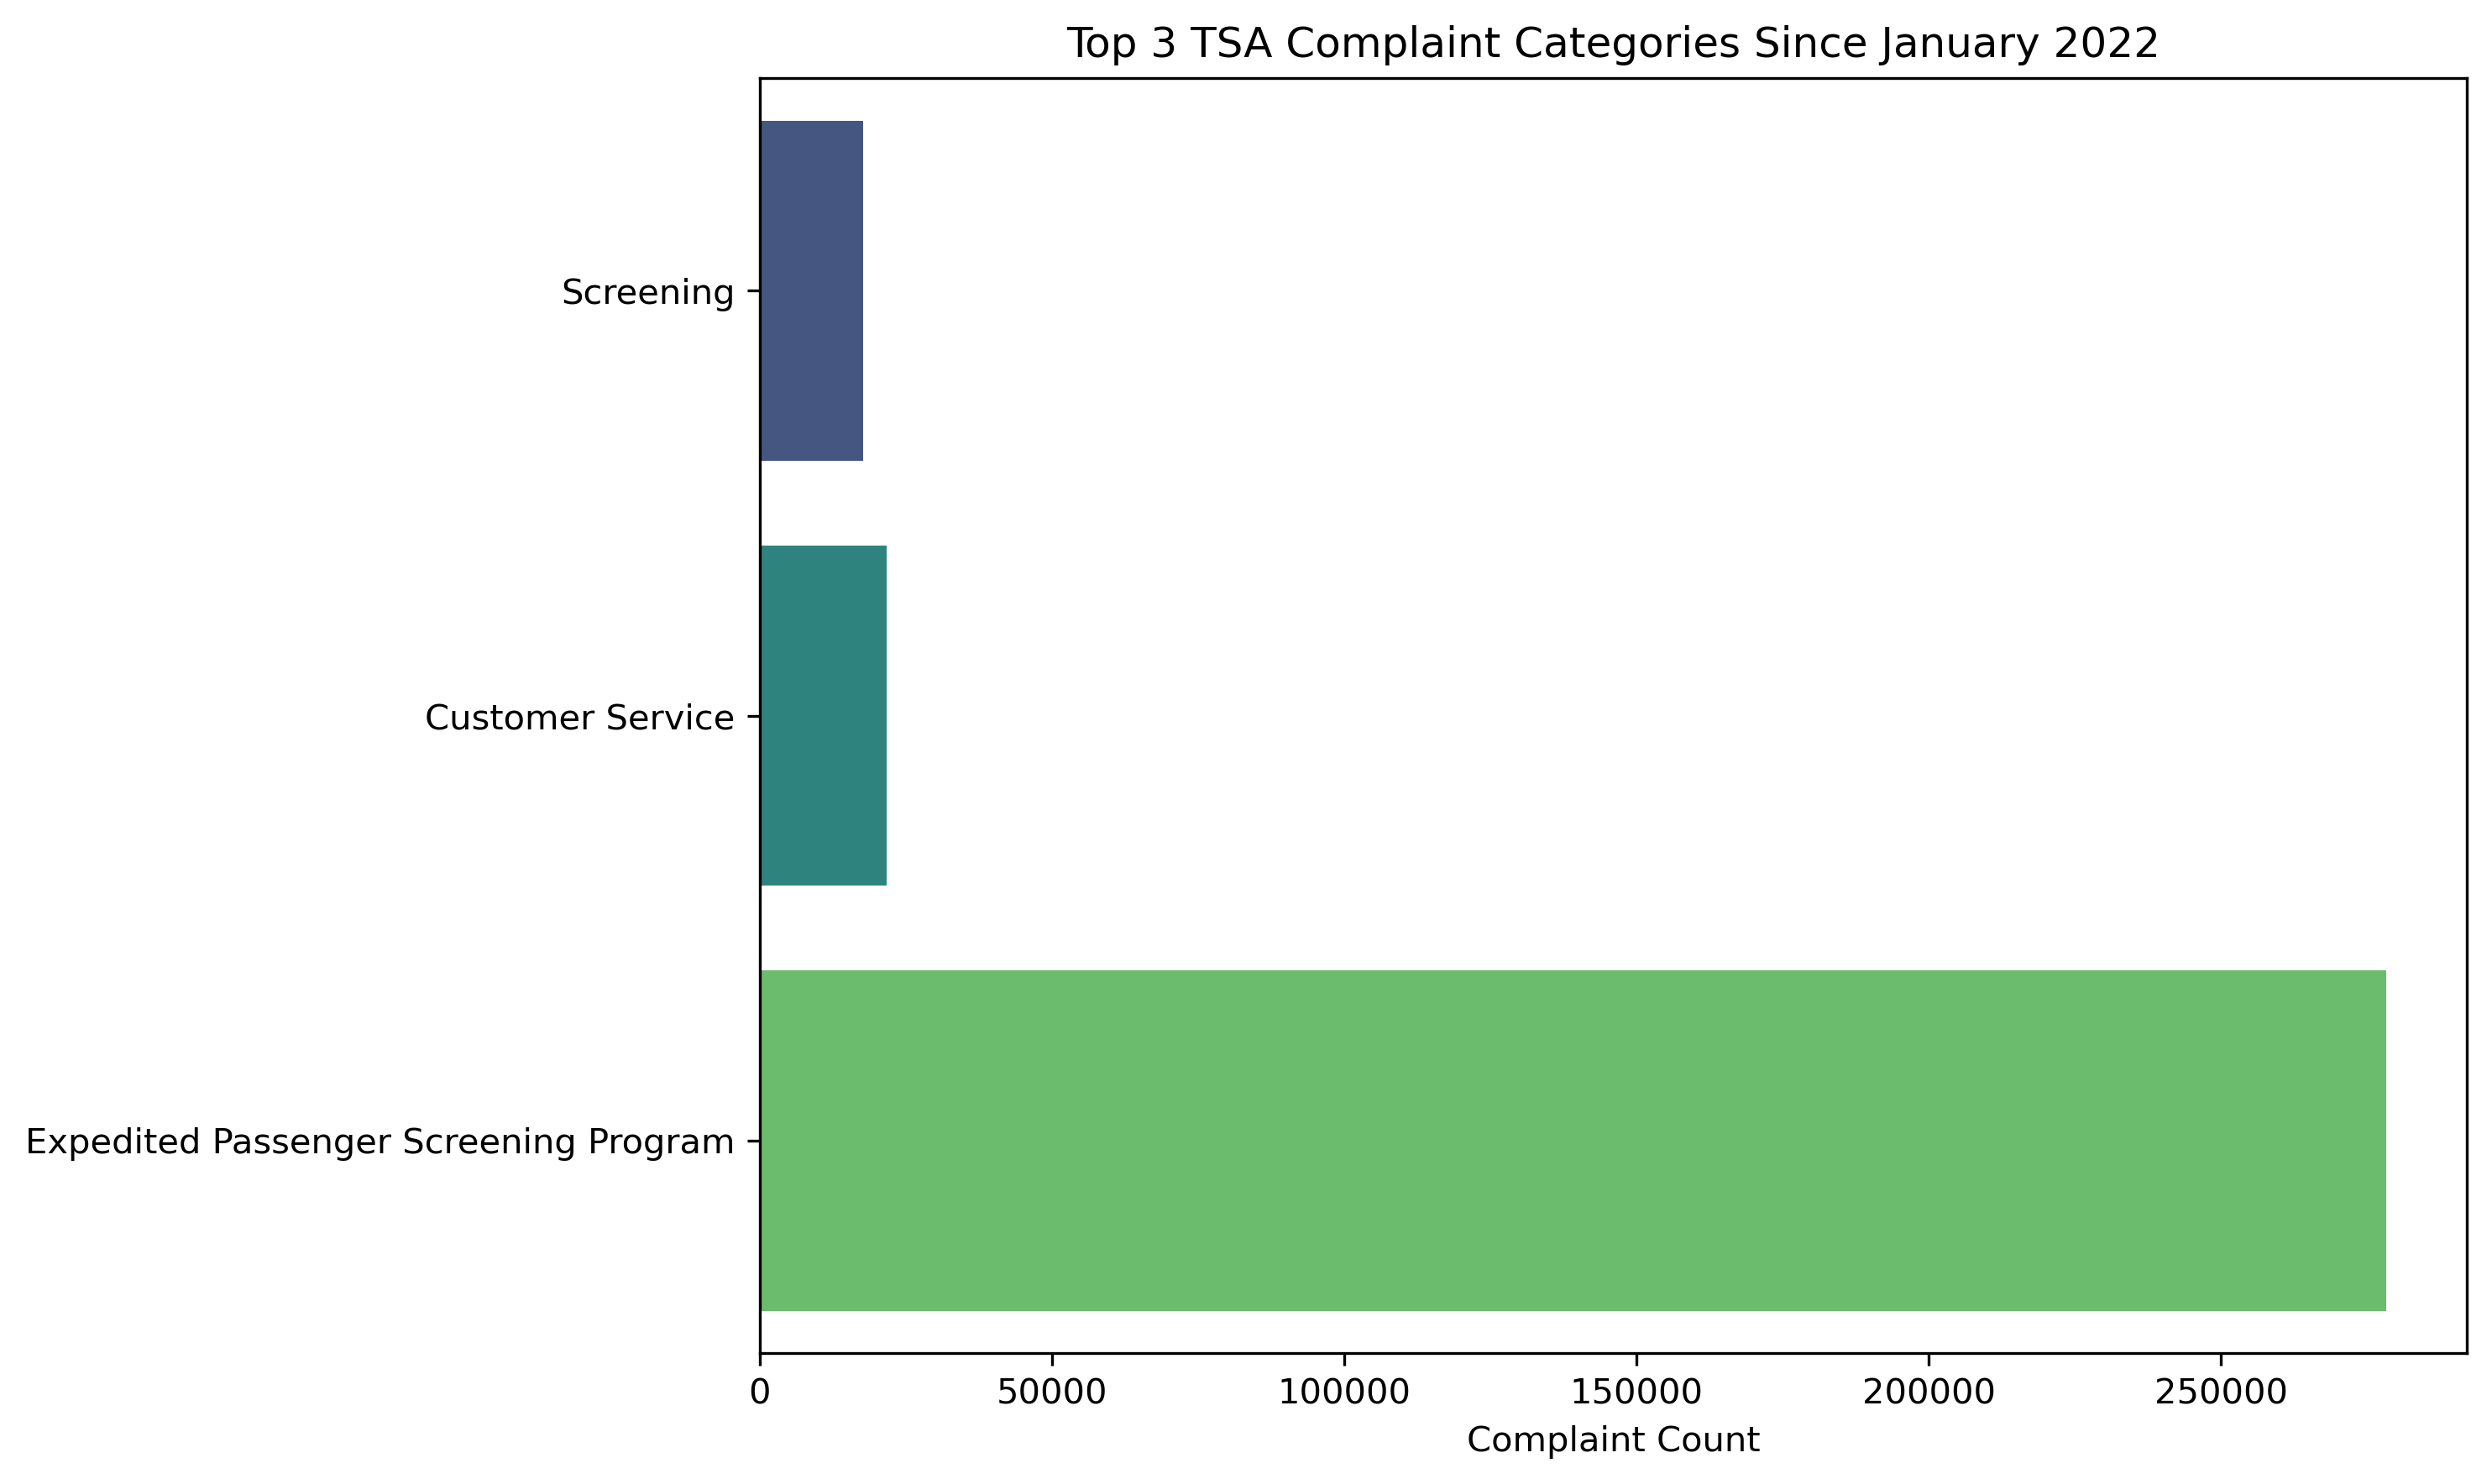 Top 3 TSA Complaint Categories Since January 2022
Screening
Customer Service
Expedited Passenger Screening Program
0 50000 100000 150000 200000 250000
Complaint Count